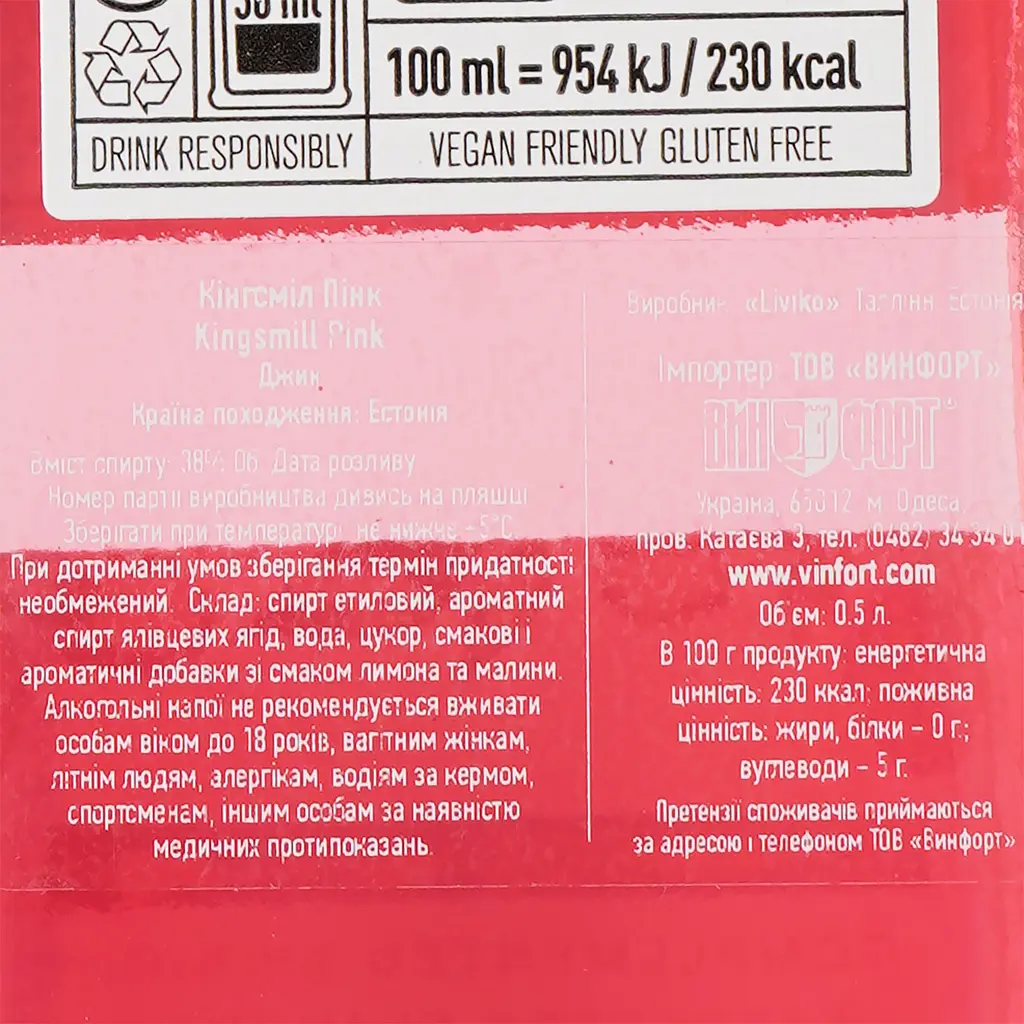 50 ml
100 ml = 954 kJ / 230 kcal
DRINK RESPONSIBLY
VEGAN FRIENDLY GLUTEN FREE
Кінгсміл Пінк
Kingsmill Pink
Джин
Країна походження: Естонія
Вміст спирту: 38% об. Дата розливу
Номер партії виробництва дивись на пляшці
Зберігати при температурі не нижче -5°С.
При дотриманні умов зберігання термін придатності
необмежений. Склад: спирт етиловий, ароматний
спирт ялівцевих ягід, вода, цукор, смакові і
ароматичні добавки зі смаком лимона та малини.
Алкогольні напої не рекомендується вживати
особам віком до 18 років, вагітним жінкам,
літнім людям, алергікам, водіям за кермом,
спортсменам, іншим особам за наявністю
медичних протипоказань.
Виробник: «Liviko» Таллінн Естонія
Імпортер: ТОВ «ВИНФОРТ»
ВИН ФОРТ®
Україна, 65012 м. Одеса,
пров. Катаєва 3, тел. (0482) 34 34 01
www.vinfort.com
Об'єм: 0.5 л.
В 100 г продукту: енергетична
цінність: 230 ккал; поживна
цінність: жири, білки – 0 г.;
вуглеводи – 5 г.
Претензії споживачів приймаються
за адресою і телефоном ТОВ «Винфорт»